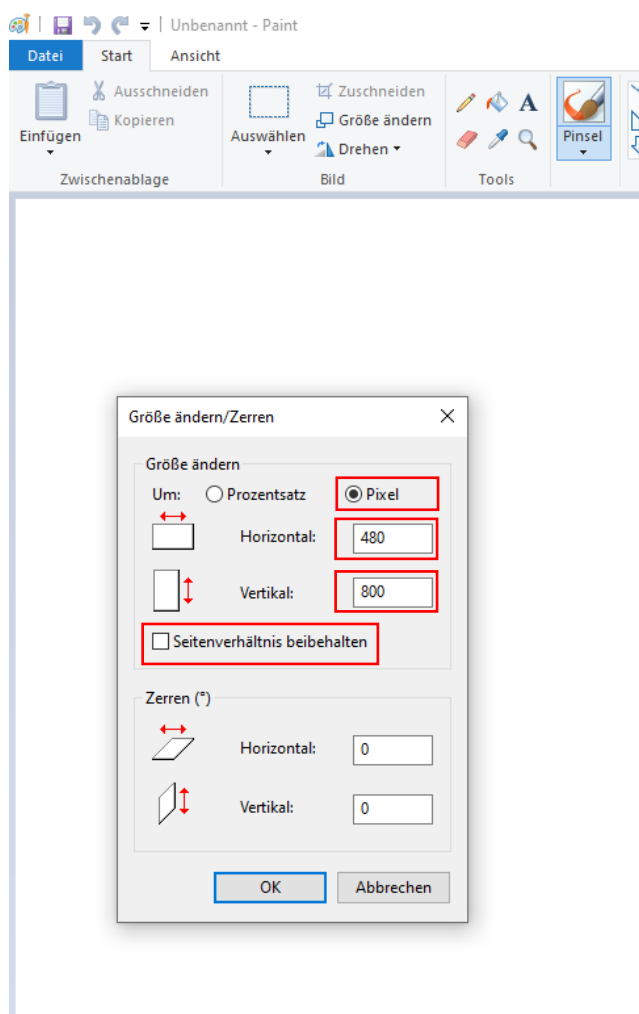 Unbenannt - Paint
Datei Start Ansicht
Einfügen
Ausschneiden
Kopieren
Zwischenablage
Auswählen
Zuschneiden
Größe ändern
Drehen
Bild
A
Tools
Pinsel
Größe ändern/Zerren
Größe ändern
Um: Prozentsatz Pixel
Horizontal: 480
Vertikal: 800
Seitenverhältnis beibehalten
Zerren (°)
Horizontal: 0
Vertikal: 0
OK Abbrechen